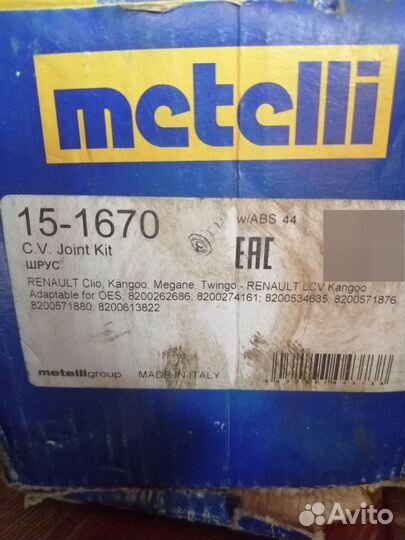 metelli
15-1670
w/ABS 44
C.V. Joint Kit
ШРУС
EAC
RENAULT Clio, Kangoo, Megane, Twingo - RENAULT LCV Kangoo
Adaptable for OES: 8200262686; 8200274161; 8200534635; 8200571876;
8200571880; 8200613822
metelligroup MADE IN ITALY
Avito